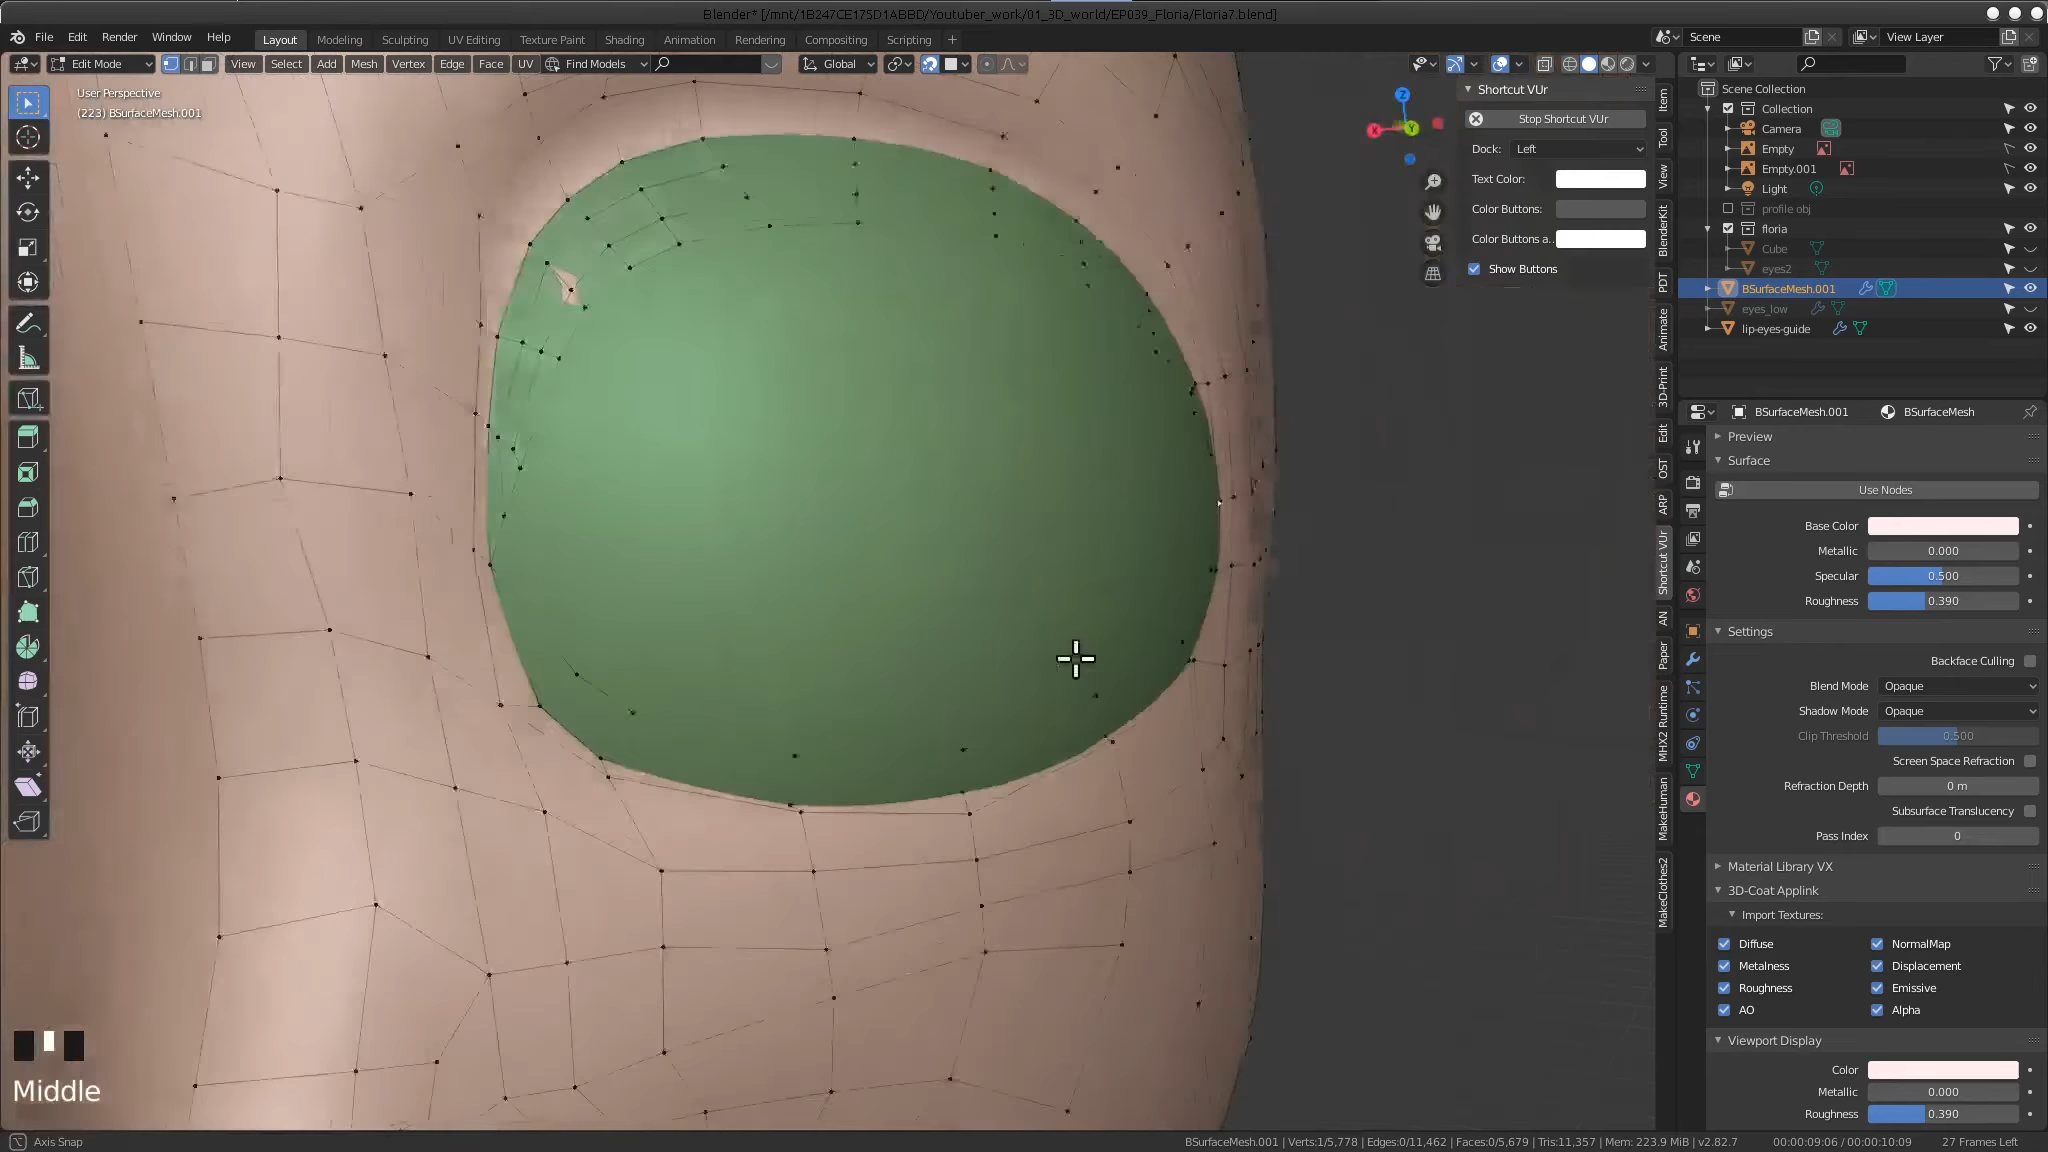 Blender* [/mnt/1B247CE175D1ABBD/Youtuber_work/01_3D_world/EP039_Floria/Floria7.blend]
File Edit Render Window Help Layout Modeling Sculpting UV Editing Texture Paint Shading Animation Rendering Compositing Scripting + Scene View Layer
Edit Mode View Select Add Mesh Vertex Edge Face UV Find Models Global
User Perspective
(223) BSurfaceMesh.001
Shortcut VUr
Stop Shortcut VUr
Dock: Left
Text Color:
Color Buttons:
Color Buttons a..
Show Buttons
Z
Y
Item
Tool
View
BlenderKit
PDT
Animate
3D-Print
Edit
OST
ARP
Shortcut VUr
AN
Paper
MHX2 Runtime
MakeHuman
MakeClothes2
Scene Collection
Collection
Camera
Empty
Empty.001
Light
profile obj
floria
Cube
eyes2
BSurfaceMesh.001
eyes_low
lip-eyes-guide
BSurfaceMesh.001 BSurfaceMesh
Preview
Surface
Use Nodes
Base Color
Metallic 0.000
Specular 0.500
Roughness 0.390
Settings
Backface Culling
Blend Mode Opaque
Shadow Mode Opaque
Clip Threshold 0.500
Screen Space Refraction
Refraction Depth 0 m
Subsurface Translucency
Pass Index 0
Material Library VX
3D-Coat Applink
Import Textures:
Diffuse NormalMap
Metalness Displacement
Roughness Emissive
AO Alpha
Viewport Display
Color
Metallic 0.000
Roughness 0.390
Middle
Axis Snap
BSurfaceMesh.001 | Verts:1/5,778 | Edges:0/11,462 | Faces:0/5,679 | Tris:11,357 | Mem: 223.9 MiB | v2.82.7 00:00:09:06 / 00:00:10:09 27 Frames Left